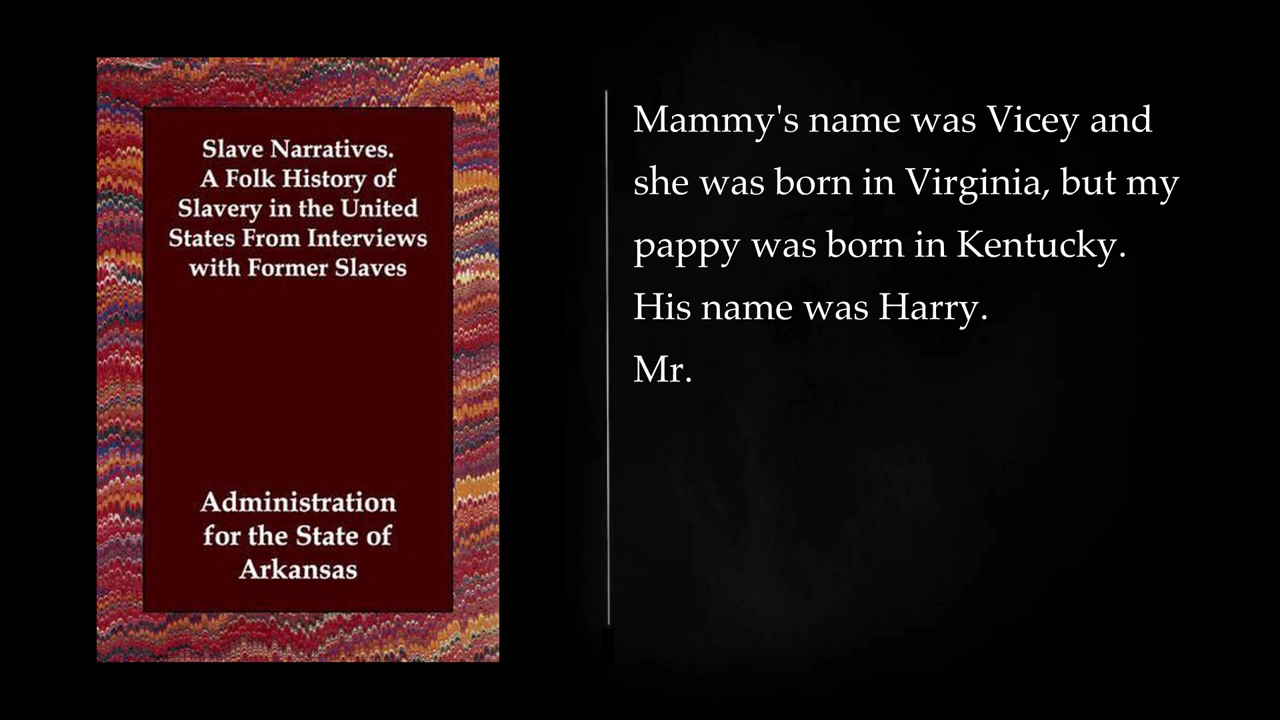 Slave Narratives.
A Folk History of
Slavery in the United
States From Interviews
with Former Slaves
Administration
for the State of
Arkansas
Mammy's name was Vicey and
she was born in Virginia, but my
pappy was born in Kentucky.
His name was Harry.
Mr.